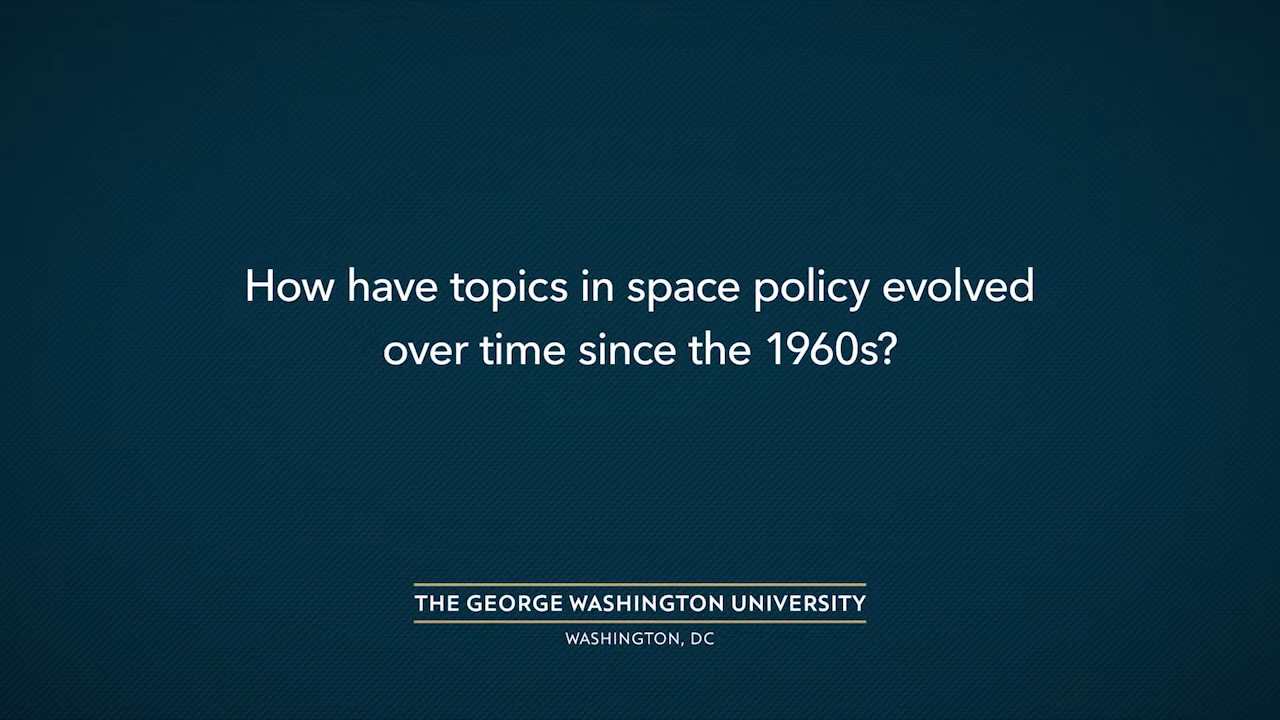 How have topics in space policy evolved
over time since the 1960s?
THE GEORGE WASHINGTON UNIVERSITY
WASHINGTON, DC